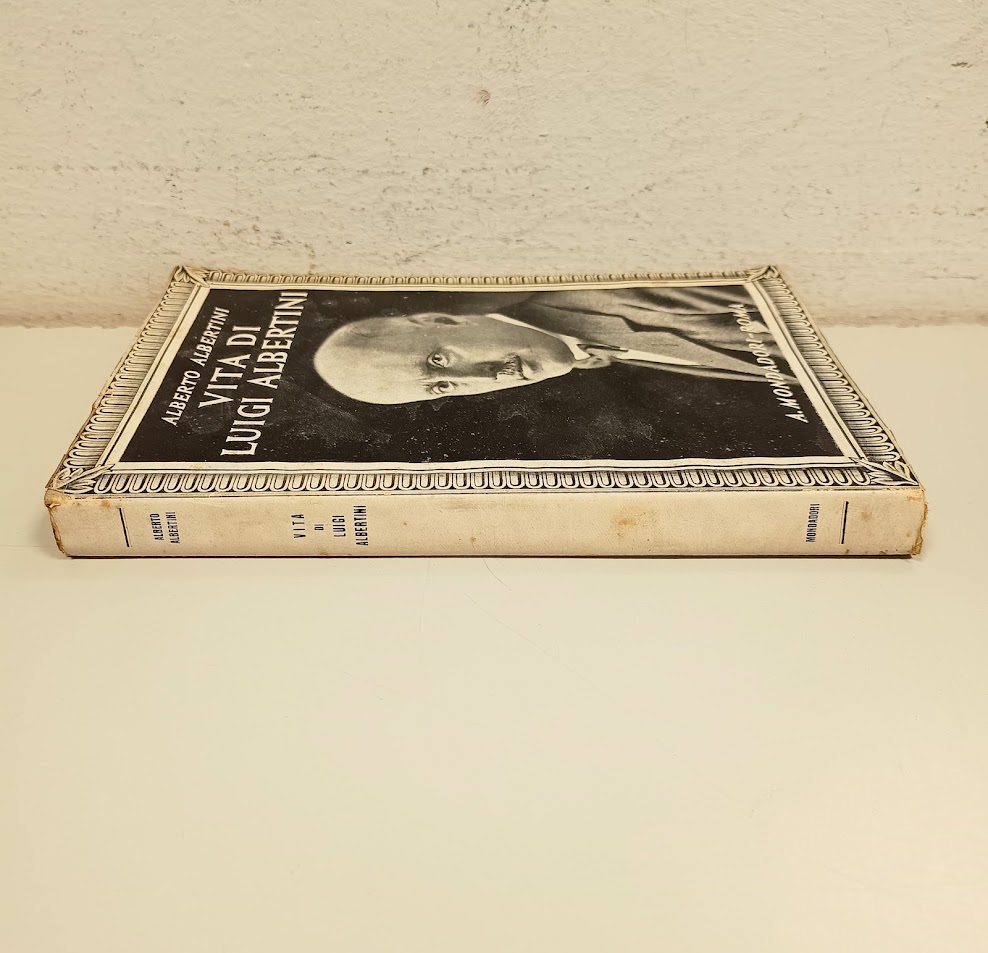 ALBERTO ALBERTINI
VITA DI
LUIGI ALBERTINI
A. MONDADORI - ROMA
ALBERTO
ALBERTINI
VITA
DI
LUIGI
ALBERTINI
MONDADORI